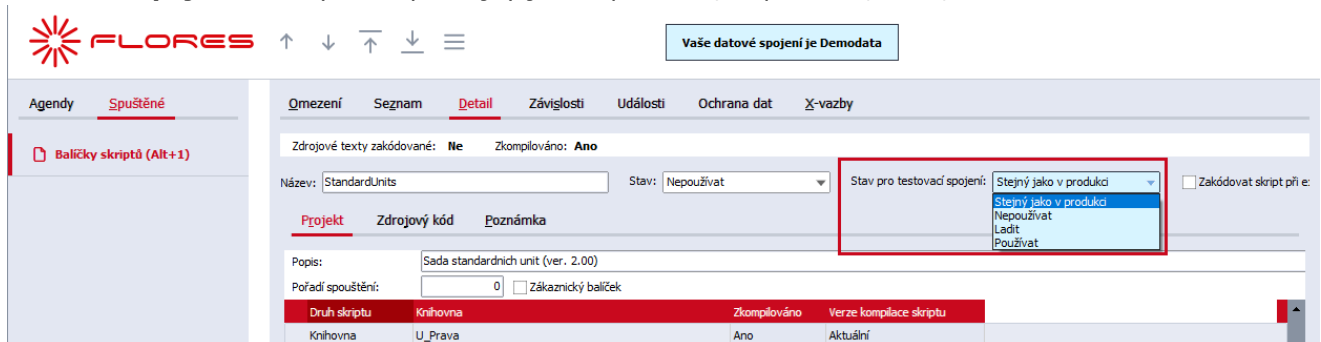 FLORES
Vaše datové spojení je Demodata
Agendy Spuštěné
Omezení Seznam Detail Závislosti Události Ochrana dat X-vazby
Balíčky skriptů (Alt+1)
Zdrojové texty zakódované: Ne Zkompilováno: Ano
Název: StandardUnits Stav: Nepoužívat Stav pro testovací spojení: Stejný jako v produkci Zakódovat skript při e
Stejný jako v produkci
Nepoužívat
Ladit
Používat
Projekt Zdrojový kód Poznámka
Popis: Sada standardnich unit (ver. 2.00)
Pořadí spouštění: 0 Zákaznický balíček
Druh skriptu Knihovna Zkompilováno Verze kompilace skriptu
Knihovna U_Prava Ano Aktuální